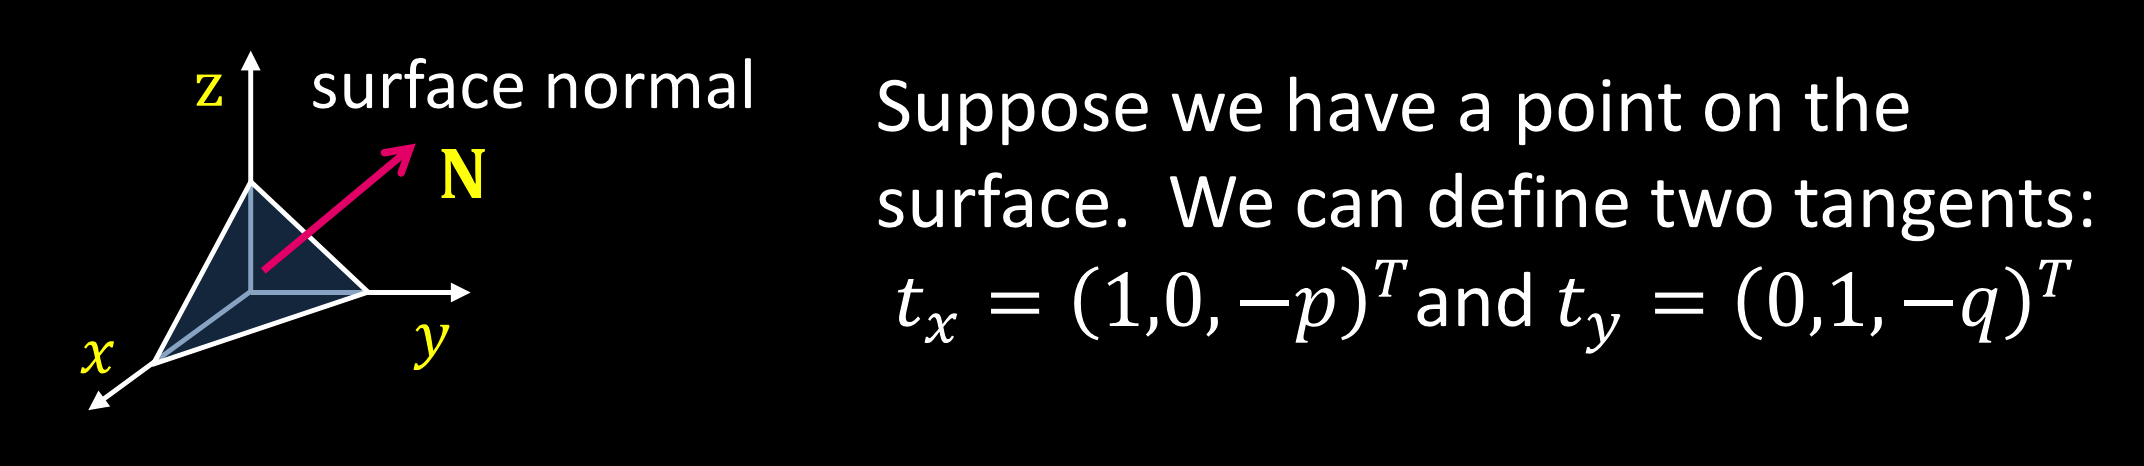 z
surface normal
N
x
y
Suppose we have a point on the
surface. We can define two tangents:
t_x = (1,0, −p)^T and t_y = (0,1, −q)^T